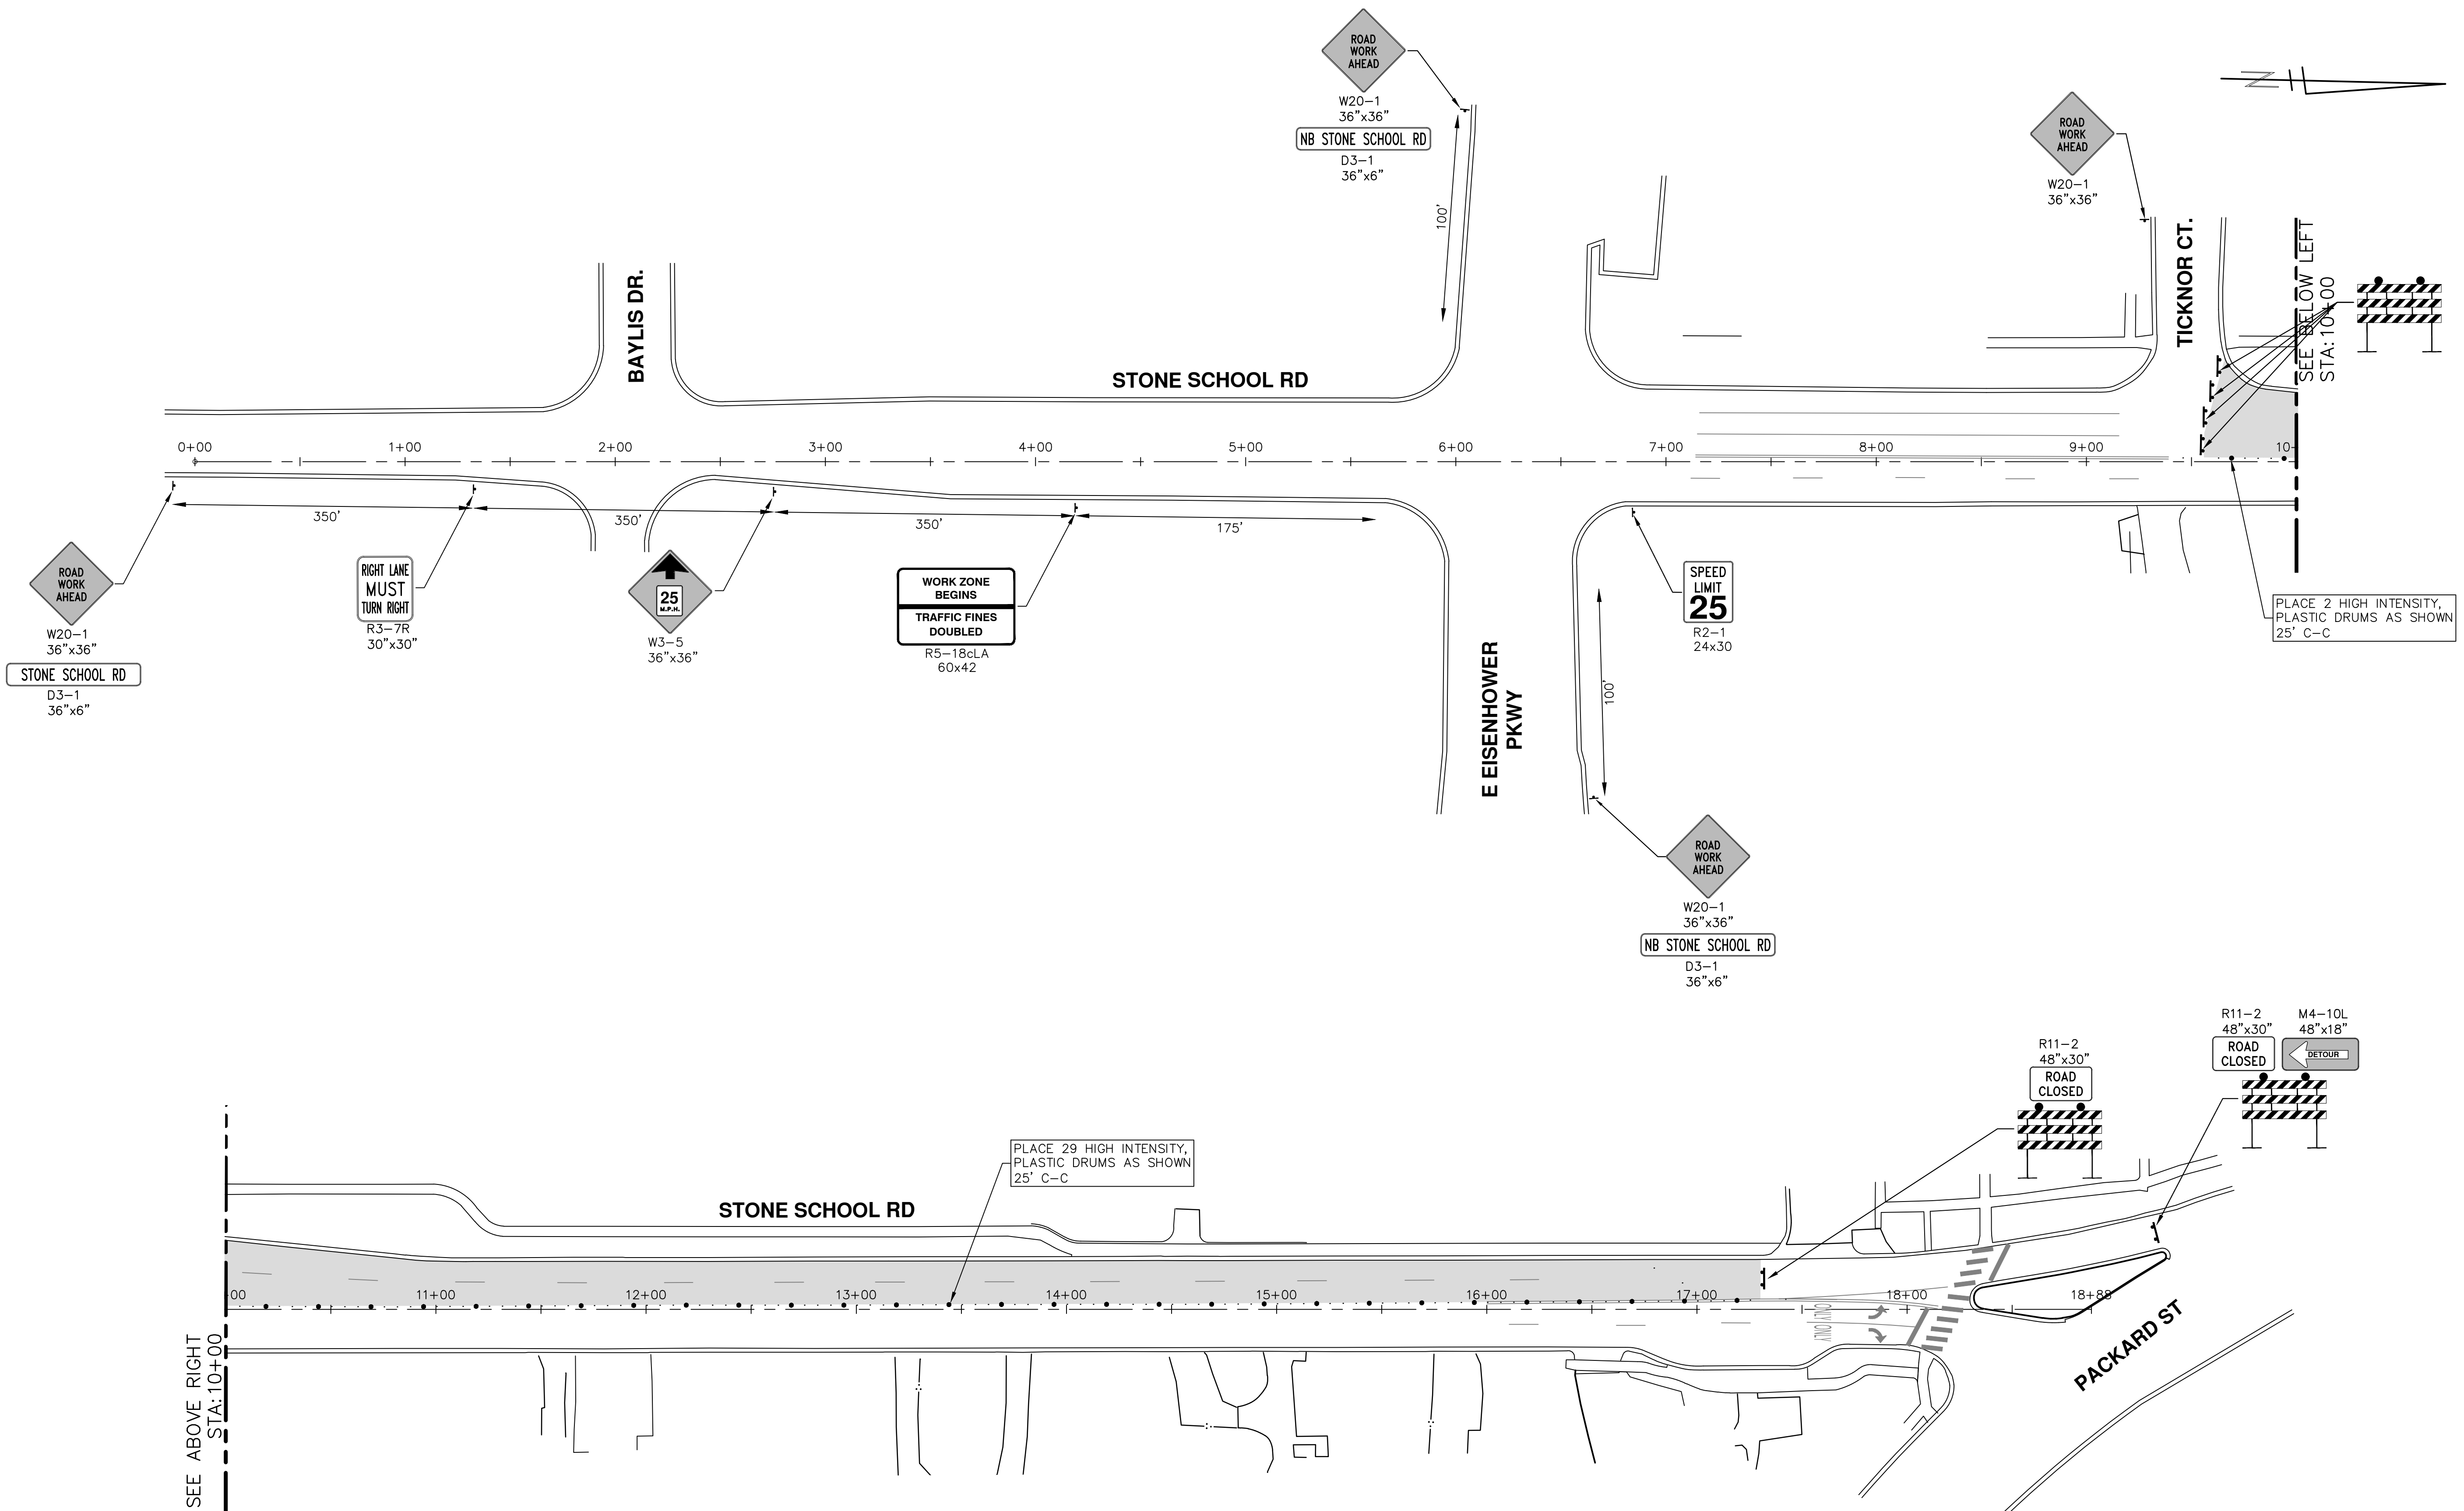 ROAD
WORK
AHEAD
W20-1
36"x36"
NB STONE SCHOOL RD
D3-1
36"x6"
100'
N
ROAD
WORK
AHEAD
W20-1
36"x36"
TICKNOR CT.
SEE BELOW LEFT
STA: 10+00
BAYLIS DR.
STONE SCHOOL RD
0+00
1+00
2+00
3+00
4+00
5+00
6+00
7+00
8+00
9+00
10+
350'
350'
350'
175'
ROAD
WORK
AHEAD
W20-1
36"x36"
STONE SCHOOL RD
D3-1
36"x6"
RIGHT LANE
MUST
TURN RIGHT
R3-7R
30"x30"
25
M.P.H.
W3-5
36"x36"
WORK ZONE
BEGINS
TRAFFIC FINES
DOUBLED
R5-18cLA
60x42
SPEED
LIMIT
25
R2-1
24x30
PLACE 2 HIGH INTENSITY,
PLASTIC DRUMS AS SHOWN
25' C-C
E EISENHOWER
PKWY
100'
ROAD
WORK
AHEAD
W20-1
36"x36"
NB STONE SCHOOL RD
D3-1
36"x6"
R11-2
48"x30"
ROAD
CLOSED
M4-10L
48"x18"
DETOUR
R11-2
48"x30"
ROAD
CLOSED
PLACE 29 HIGH INTENSITY,
PLASTIC DRUMS AS SHOWN
25' C-C
STONE SCHOOL RD
00
11+00
12+00
13+00
14+00
15+00
16+00
17+00
18+00
18+88
ONLY ONLY
SEE ABOVE RIGHT
STA: 10+00
PACKARD ST